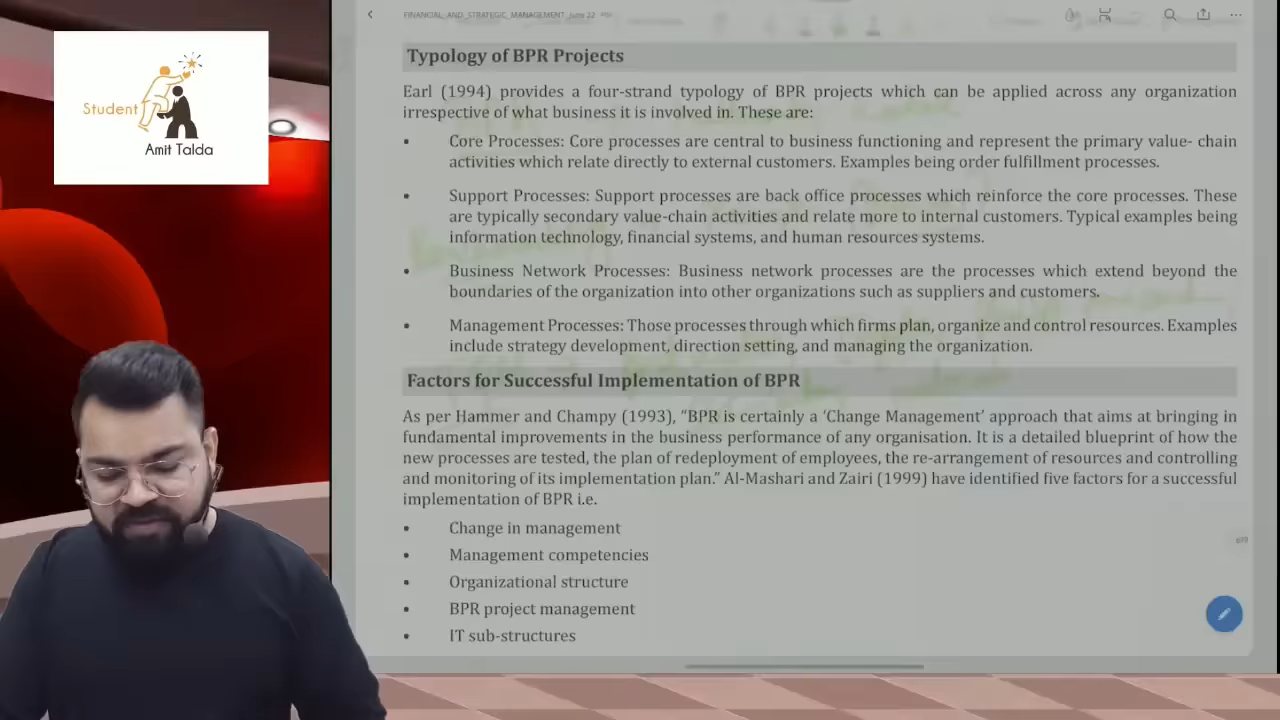 FINANCIAL_AND_STRATEGIC_MANAGEMENT_June 22
Student
Amit Talda
Typology of BPR Projects
Earl (1994) provides a four-strand typology of BPR projects which can be applied across any organization
irrespective of what business it is involved in. These are:
• Core Processes: Core processes are central to business functioning and represent the primary value- chain
activities which relate directly to external customers. Examples being order fulfillment processes.
• Support Processes: Support processes are back office processes which reinforce the core processes. These
are typically secondary value-chain activities and relate more to internal customers. Typical examples being
information technology, financial systems, and human resources systems.
• Business Network Processes: Business network processes are the processes which extend beyond the
boundaries of the organization into other organizations such as suppliers and customers.
• Management Processes: Those processes through which firms plan, organize and control resources. Examples
include strategy development, direction setting, and managing the organization.
Factors for Successful Implementation of BPR
As per Hammer and Champy (1993), “BPR is certainly a ‘Change Management’ approach that aims at bringing in
fundamental improvements in the business performance of any organisation. It is a detailed blueprint of how the
new processes are tested, the plan of redeployment of employees, the re-arrangement of resources and controlling
and monitoring of its implementation plan.” Al-Mashari and Zairi (1999) have identified five factors for a successful
implementation of BPR i.e.
• Change in management
• Management competencies
• Organizational structure
• BPR project management
• IT sub-structures